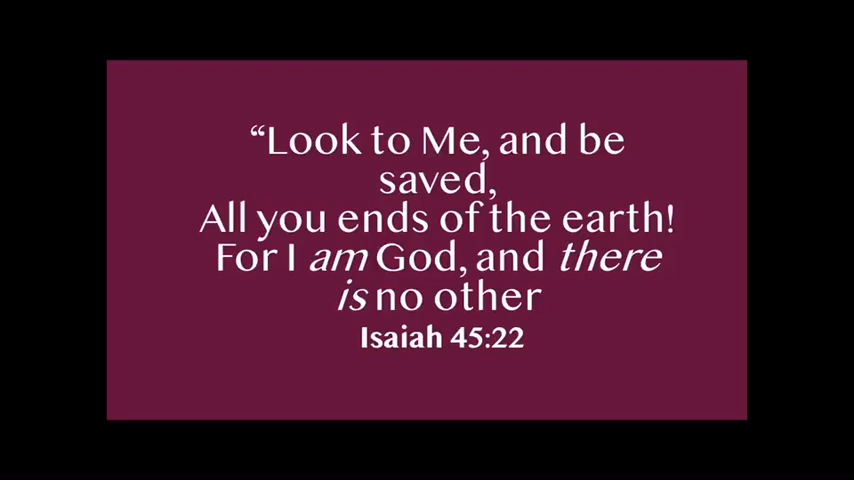 “Look to Me, and be
saved,
All you ends of the earth!
For I am God, and there
is no other
Isaiah 45:22